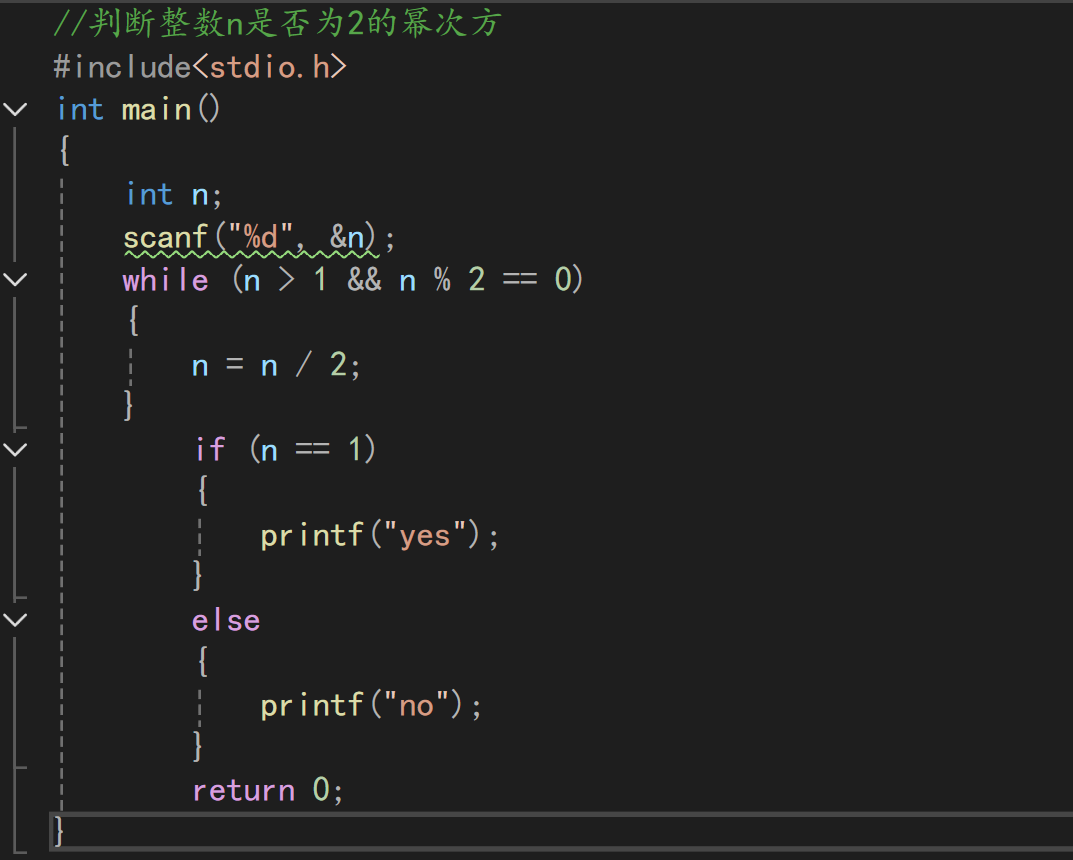 //判断整数n是否为2的幂次方
#include<stdio.h>
int main()
{
    int n;
    scanf("%d", &n);
    while (n > 1 && n % 2 == 0)
    {
        n = n / 2;
    }
        if (n == 1)
        {
            printf("yes");
        }
        else
        {
            printf("no");
        }
        return 0;
}